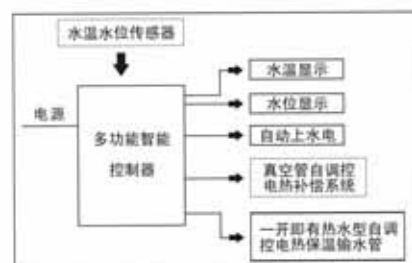 水温水位传感器
电源
多功能智能
控制器
水温显示
水位显示
自动上水电
真空管自调控
电热补偿系统
一开即有热水型自调
控电热保温输水管